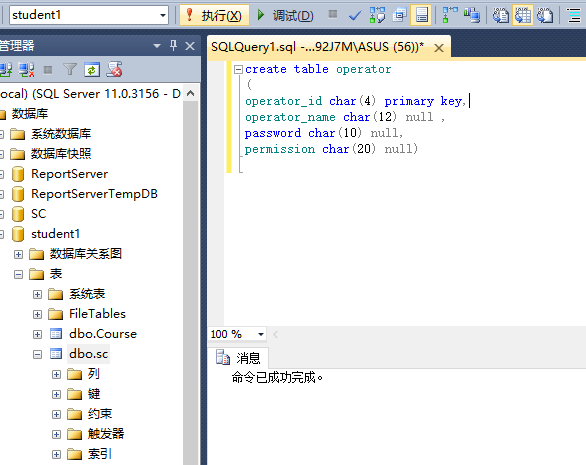 student1
执行(X)
调试(D)
管理器
SQLQuery1.sql -...92J7M\ASUS (56))*
ocal) (SQL Server 11.0.3156 - D
数据库
系统数据库
数据库快照
ReportServer
ReportServerTempDB
SC
student1
数据库关系图
表
系统表
FileTables
dbo.Course
dbo.sc
列
键
约束
触发器
索引
create table operator
(
operator_id char(4) primary key,
operator_name char(12) null ,
password char(10) null,
permission char(20) null)
100 %
消息
命令已成功完成。